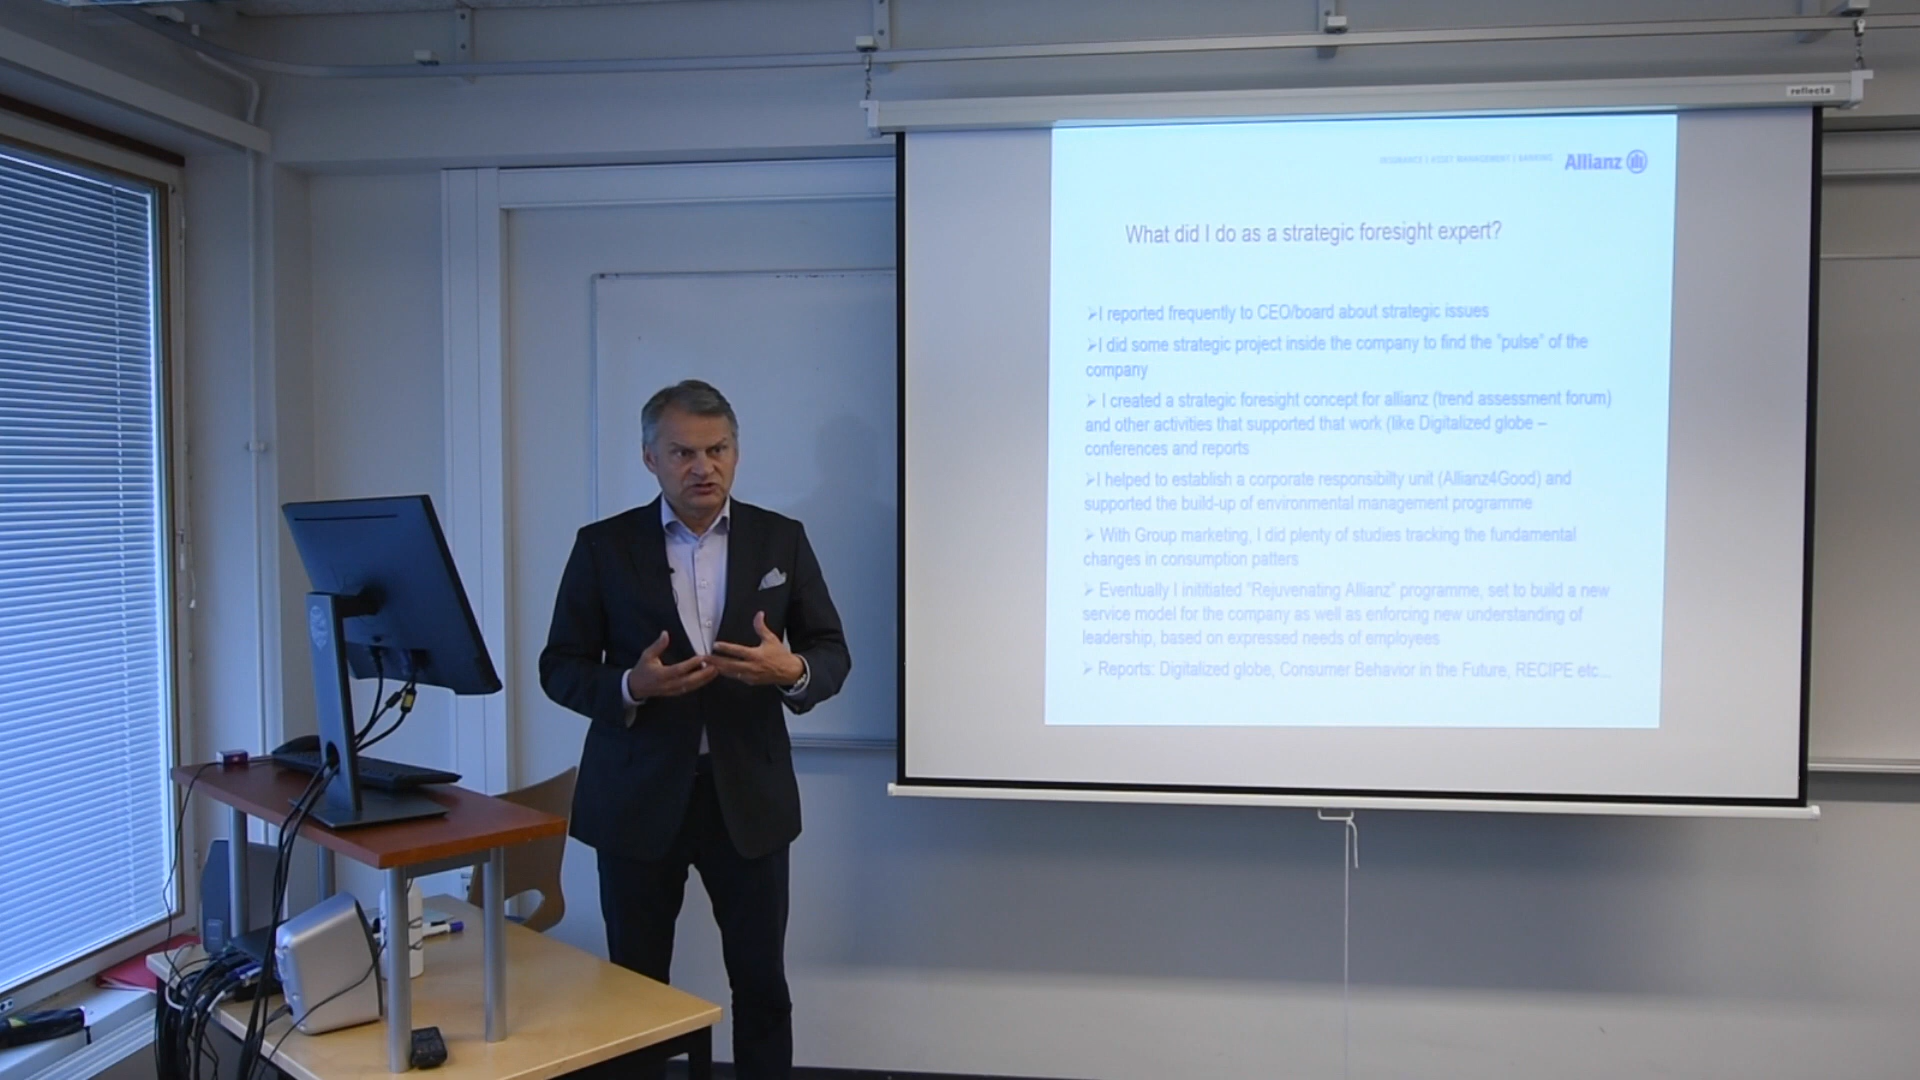 reflecta
INSURANCE | ASSET MANAGEMENT | BANKING Allianz
What did I do as a strategic foresight expert?
➢I reported frequently to CEO/board about strategic issues
➢I did some strategic project inside the company to find the "pulse" of the
company
➢ I created a strategic foresight concept for allianz (trend assessment forum)
and other activities that supported that work (like Digitalized globe –
conferences and reports
➢I helped to establish a corporate responsibilty unit (Allianz4Good) and
supported the build-up of environmental management programme
➢ With Group marketing, I did plenty of studies tracking the fundamental
changes in consumption patters
➢ Eventually I inititiated "Rejuvenating Allianz" programme, set to build a new
service model for the company as well as enforcing new understanding of
leadership, based on expressed needs of employees
➢ Reports: Digitalized globe, Consumer Behavior in the Future, RECIPE etc...